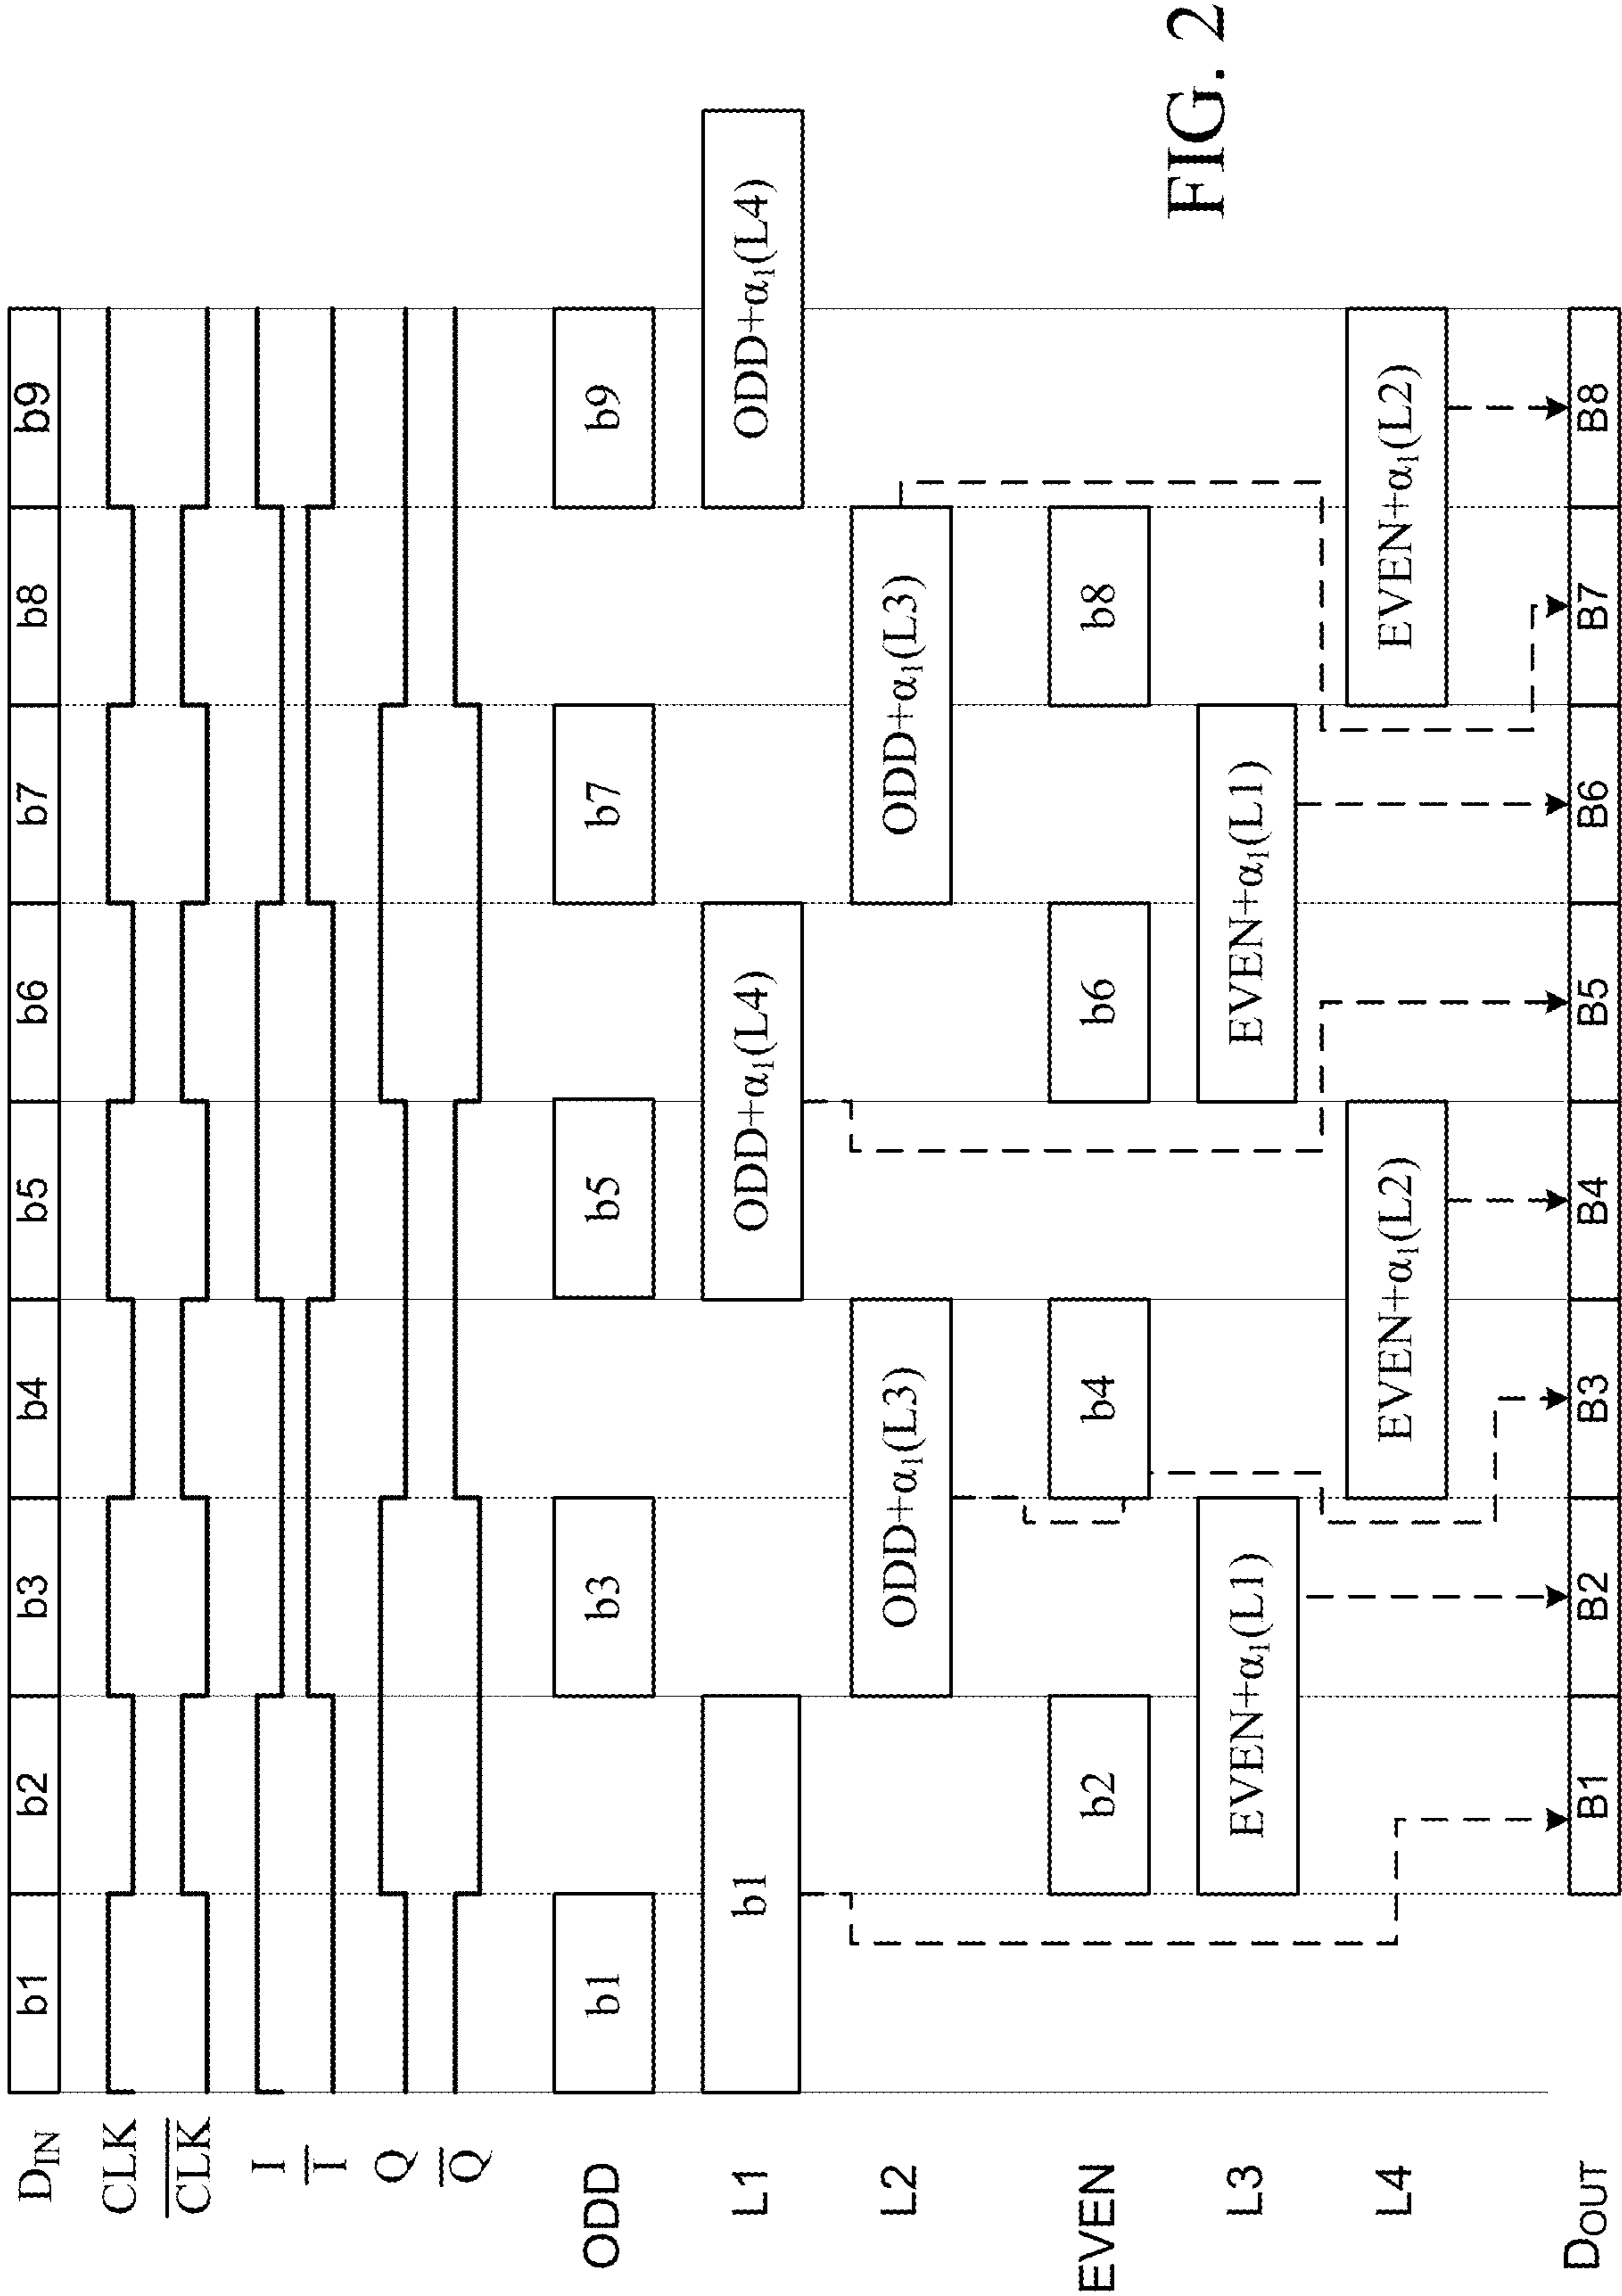 D_IN b1 b2 b3 b4 b5 b6 b7 b8 b9
CLK
C̅L̅K̅
I
I̅
Q
Q̅
ODD b1 b3 b5 b7 b9
L1 b1 ODD+α₁(L4) ODD+α₁(L4)
L2 ODD+α₁(L3) ODD+α₁(L3)
EVEN b2 b4 b6 b8
L3 EVEN+α₁(L1) EVEN+α₁(L1)
L4 EVEN+α₁(L2) EVEN+α₁(L2)
D_OUT B1 B2 B3 B4 B5 B6 B7 B8
FIG. 2